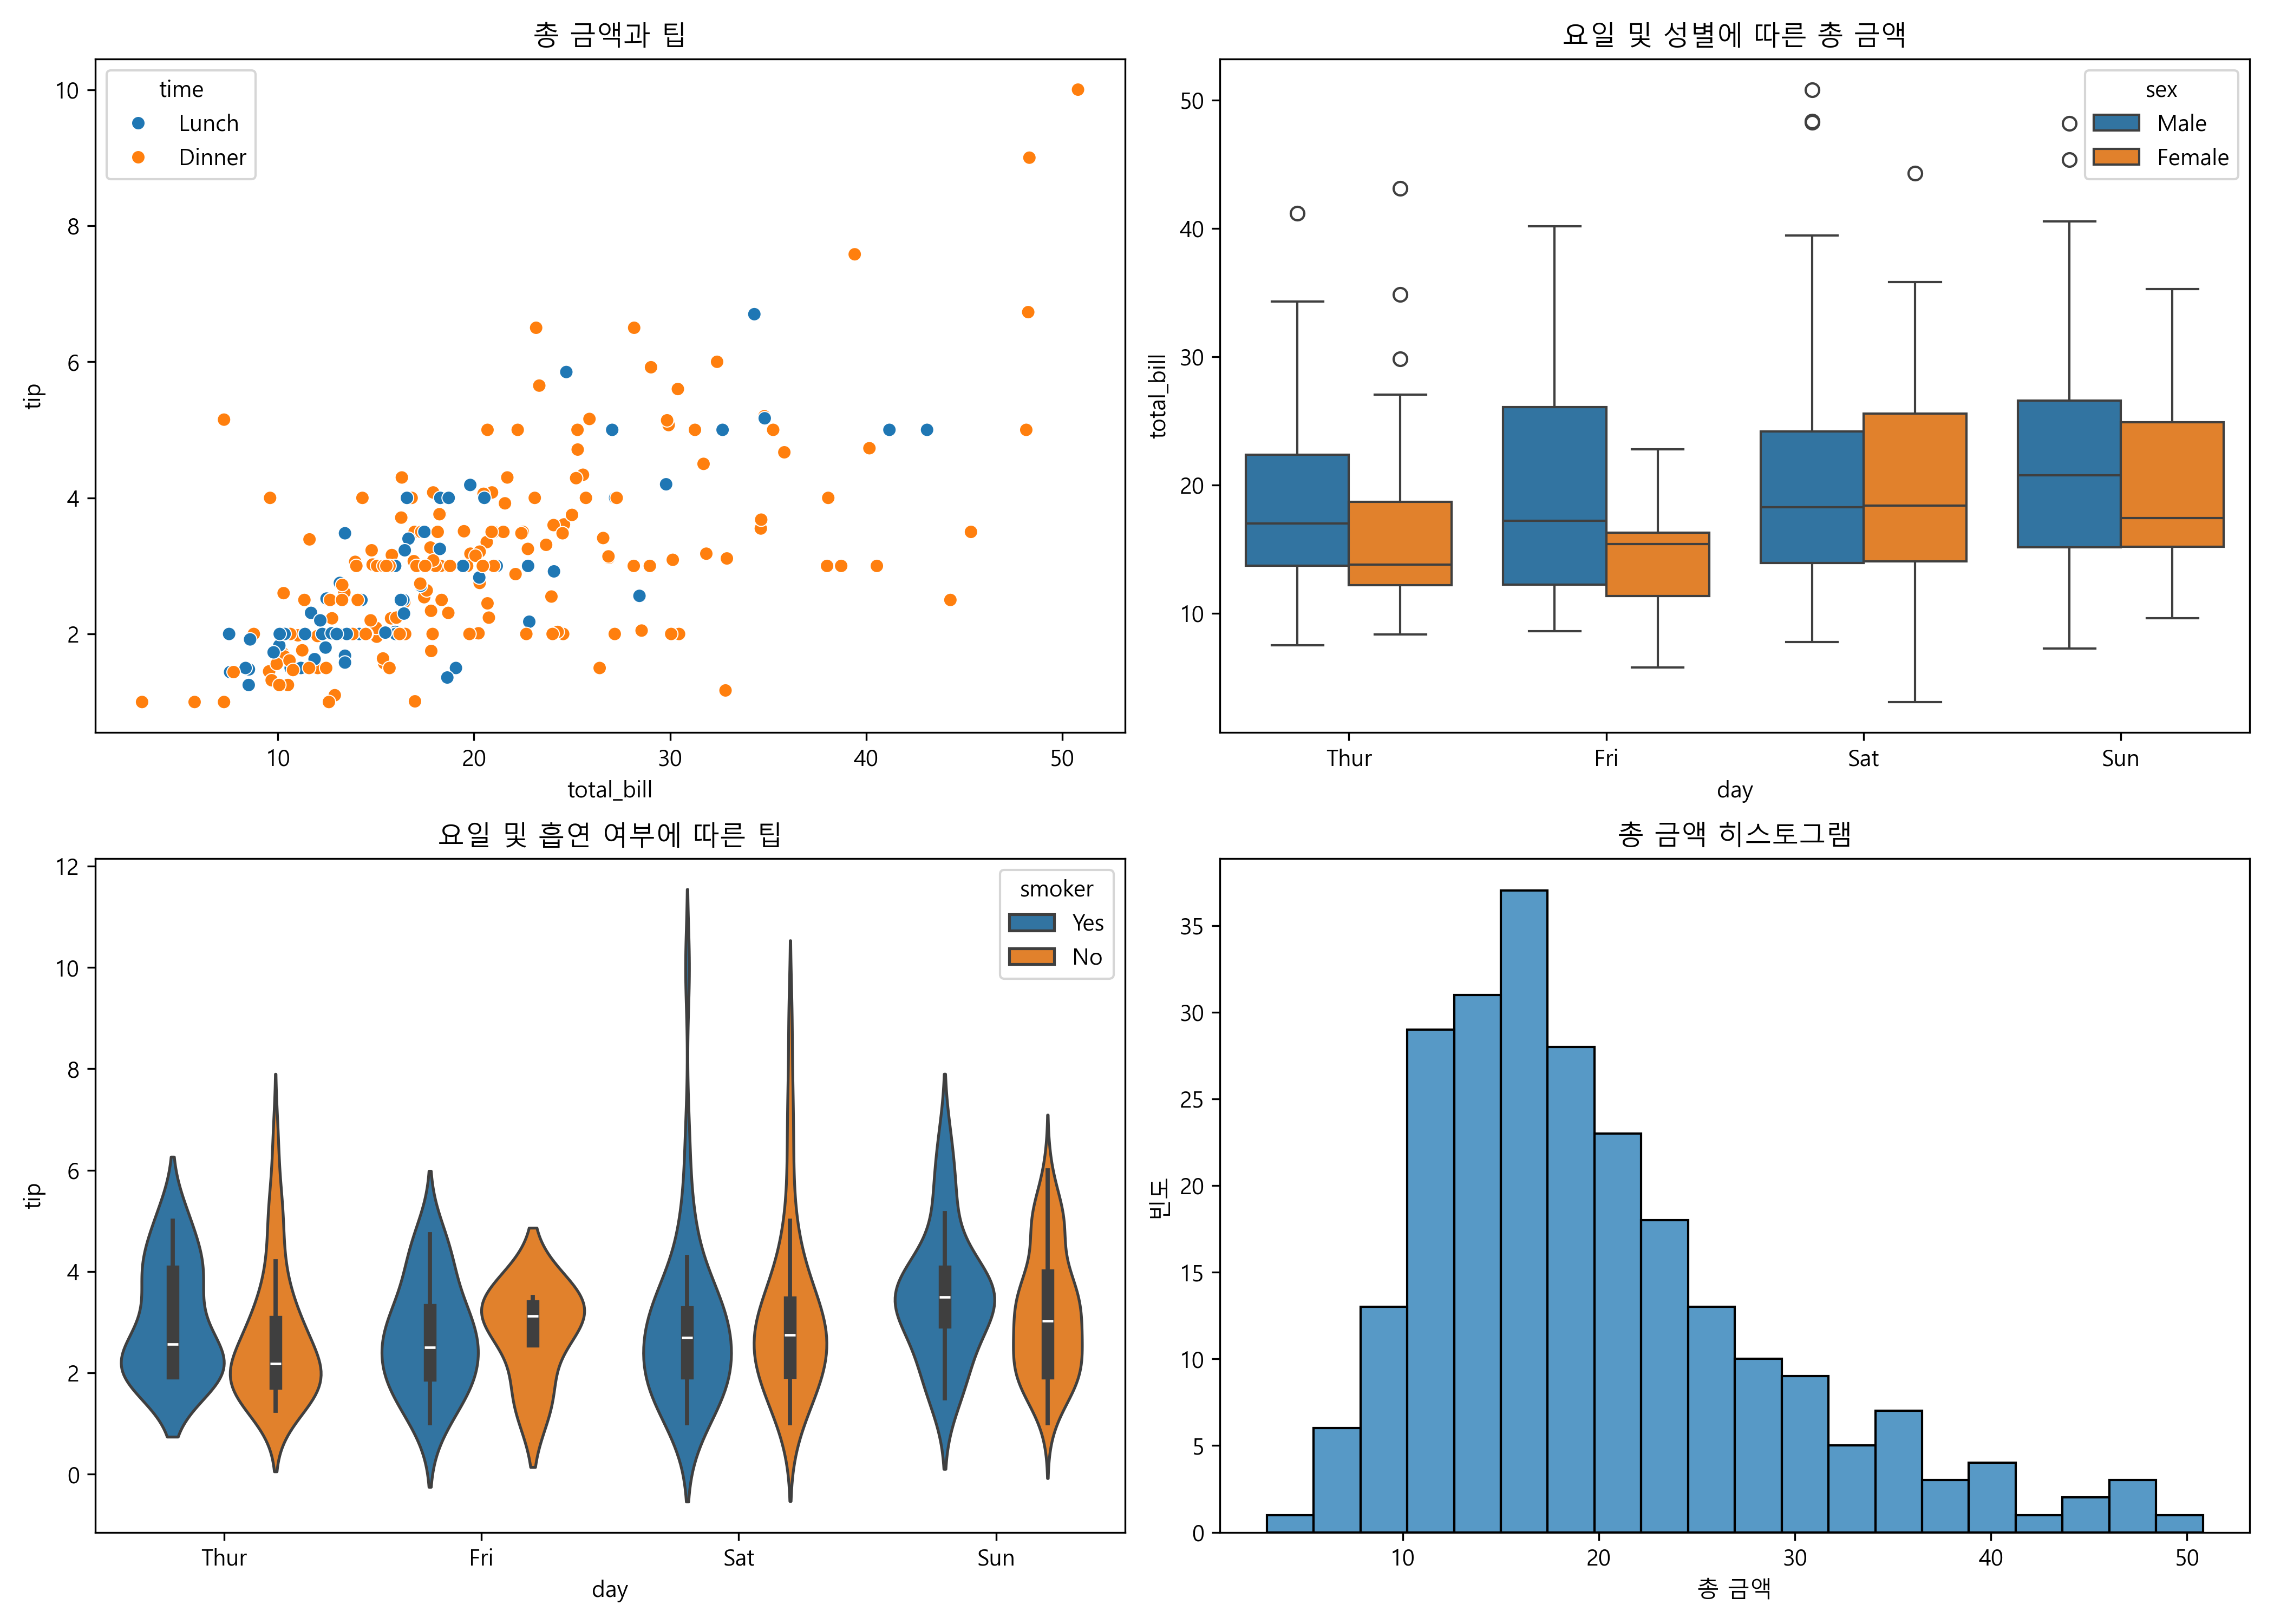 총 금액과 팁
time
Lunch
Dinner
10
8
6
4
2
tip
10
20
30
40
50
total_bill
요일 및 성별에 따른 총 금액
sex
Male
Female
50
40
30
20
10
total_bill
Thur
Fri
Sat
Sun
day
요일 및 흡연 여부에 따른 팁
smoker
Yes
No
12
10
8
6
4
2
0
tip
Thur
Fri
Sat
Sun
day
총 금액 히스토그램
35
30
25
20
15
10
5
0
빈도
10
20
30
40
50
총 금액